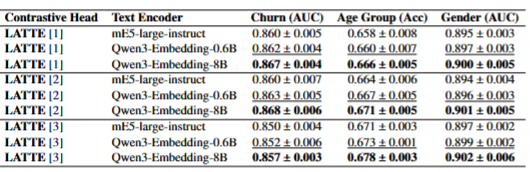 Contrastive Head Text Encoder Churn (AUC) Age Group (Acc) Gender (AUC)
LATTE [1] mE5-large-instruct 0.860 ± 0.005 0.658 ± 0.008 0.895 ± 0.003
LATTE [1] Qwen3-Embedding-0.6B 0.862 ± 0.004 0.660 ± 0.007 0.897 ± 0.003
LATTE [1] Qwen3-Embedding-8B 0.867 ± 0.004 0.666 ± 0.005 0.900 ± 0.005
LATTE [2] mE5-large-instruct 0.860 ± 0.007 0.664 ± 0.006 0.894 ± 0.004
LATTE [2] Qwen3-Embedding-0.6B 0.863 ± 0.005 0.667 ± 0.005 0.896 ± 0.003
LATTE [2] Qwen3-Embedding-8B 0.868 ± 0.006 0.671 ± 0.005 0.901 ± 0.005
LATTE [3] mE5-large-instruct 0.850 ± 0.004 0.671 ± 0.003 0.897 ± 0.002
LATTE [3] Qwen3-Embedding-0.6B 0.852 ± 0.006 0.673 ± 0.001 0.899 ± 0.002
LATTE [3] Qwen3-Embedding-8B 0.857 ± 0.003 0.678 ± 0.003 0.902 ± 0.006